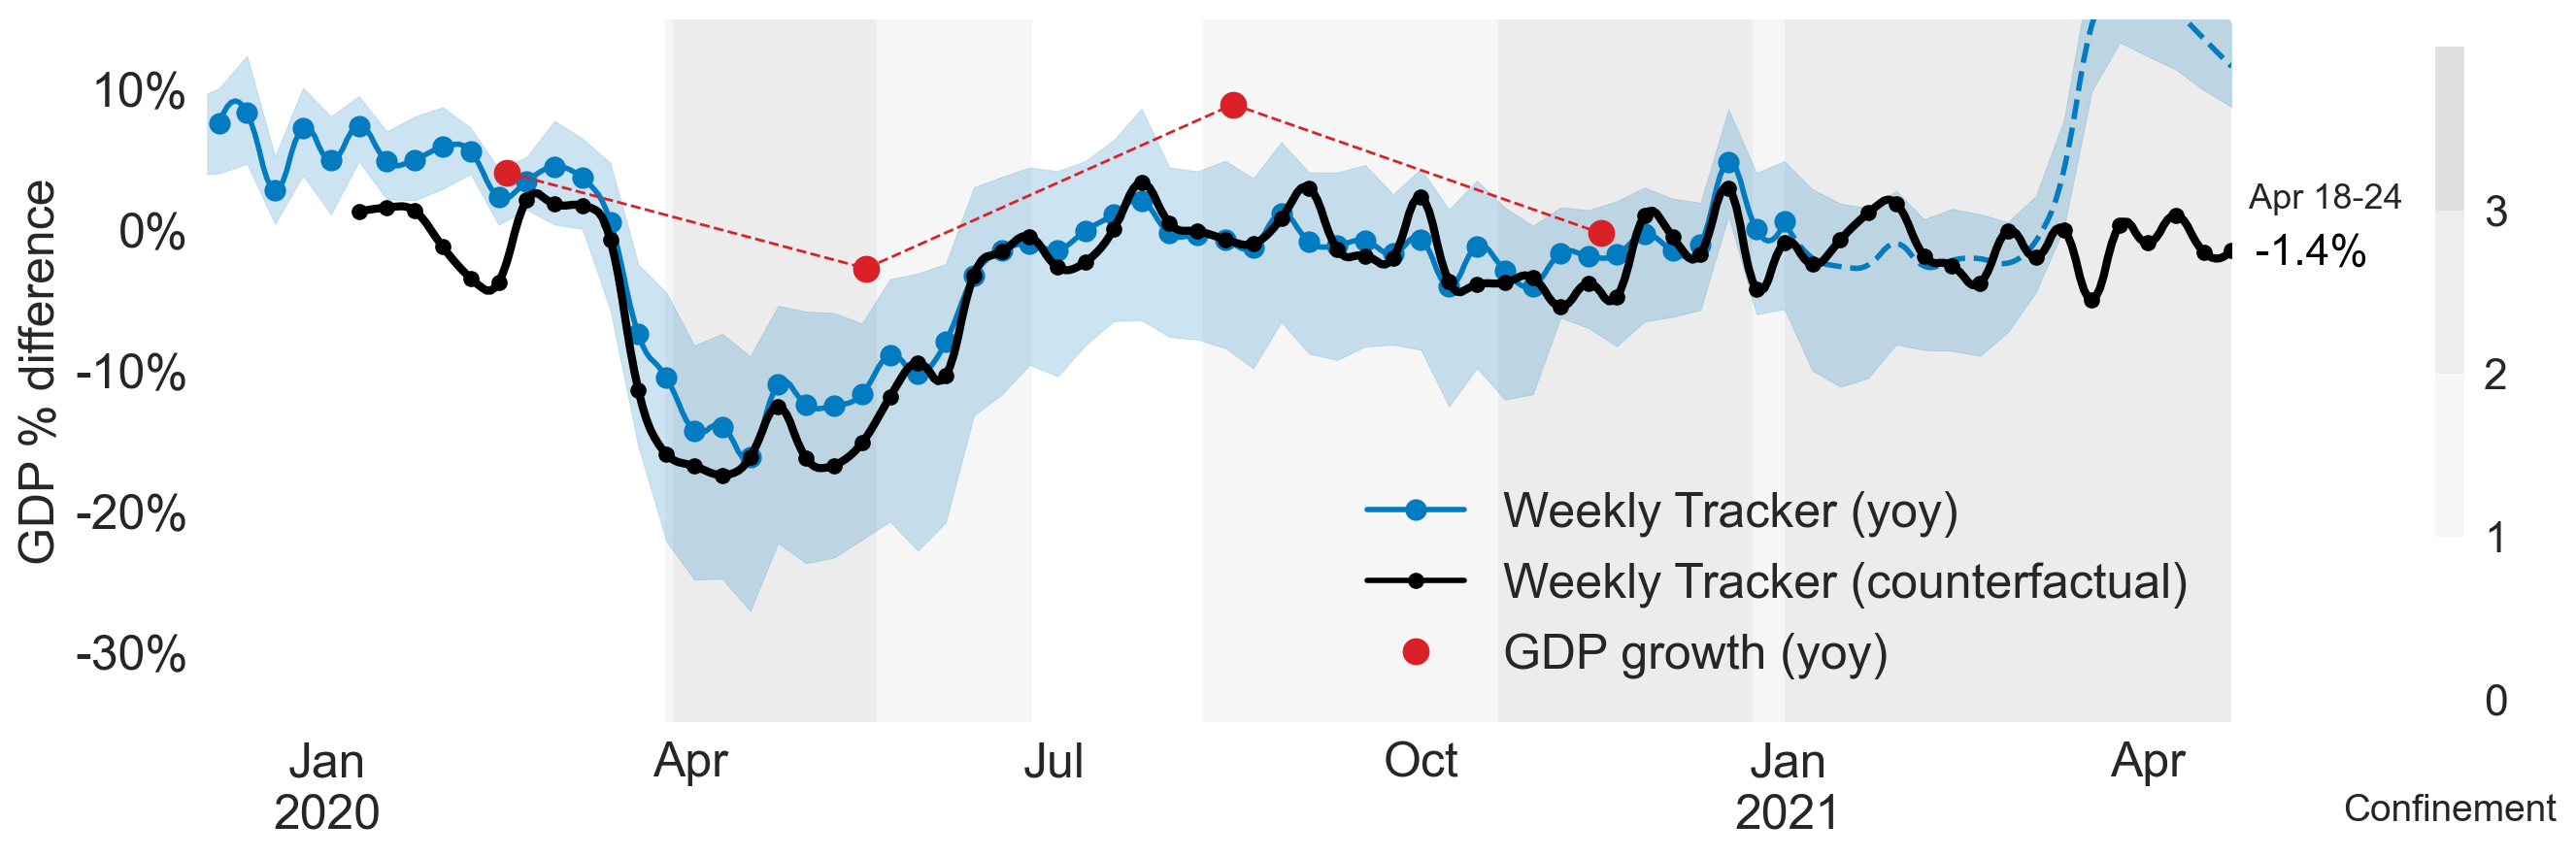 GDP % difference
10%
0%
-10%
-20%
-30%
Jan
2020
Apr
Jul
Oct
Jan
2021
Apr
Weekly Tracker (yoy)
Weekly Tracker (counterfactual)
GDP growth (yoy)
Apr 18-24
-1.4%
3
2
1
0
Confinement